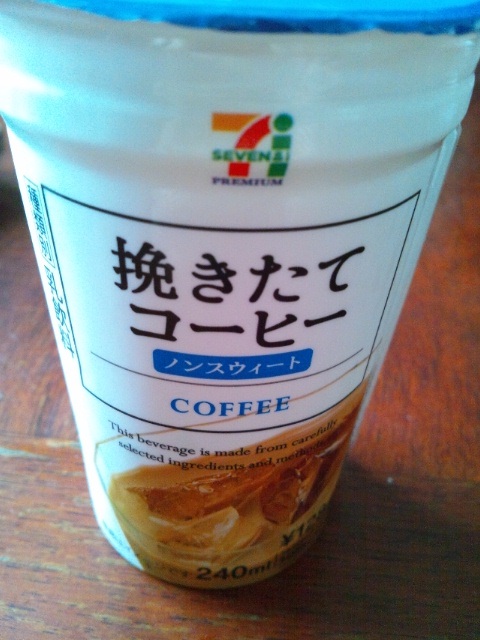 SEVEN&i
PREMIUM
挽きたて
コーヒー
ノンスウィート
COFFEE
This beverage is made from carefully
selected ingredients and
240ml